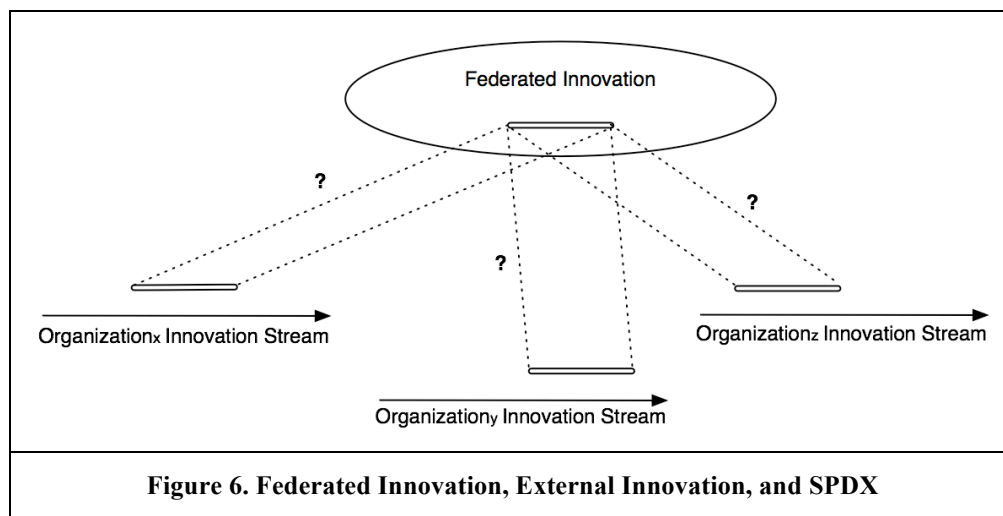 Federated Innovation
?
?
?
Organizationx Innovation Stream
Organizationz Innovation Stream
Organizationy Innovation Stream
Figure 6. Federated Innovation, External Innovation, and SPDX